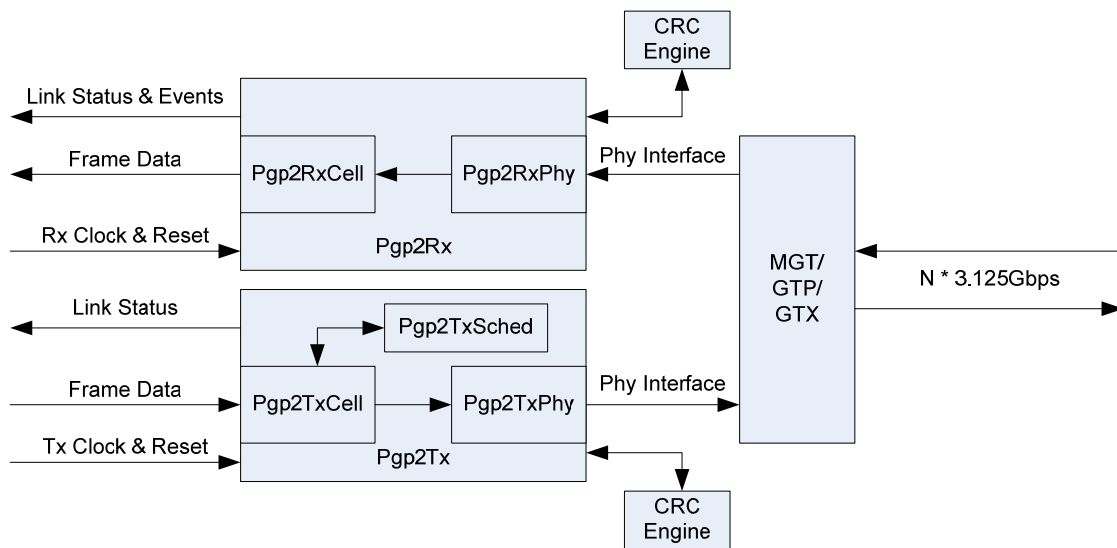 CRC
Engine
Link Status & Events
Frame Data
Pgp2RxCell
Pgp2RxPhy
Phy Interface
Rx Clock & Reset
Pgp2Rx
MGT/
GTP/
GTX
N * 3.125Gbps
Link Status
Pgp2TxSched
Frame Data
Pgp2TxCell
Pgp2TxPhy
Phy Interface
Tx Clock & Reset
Pgp2Tx
CRC
Engine